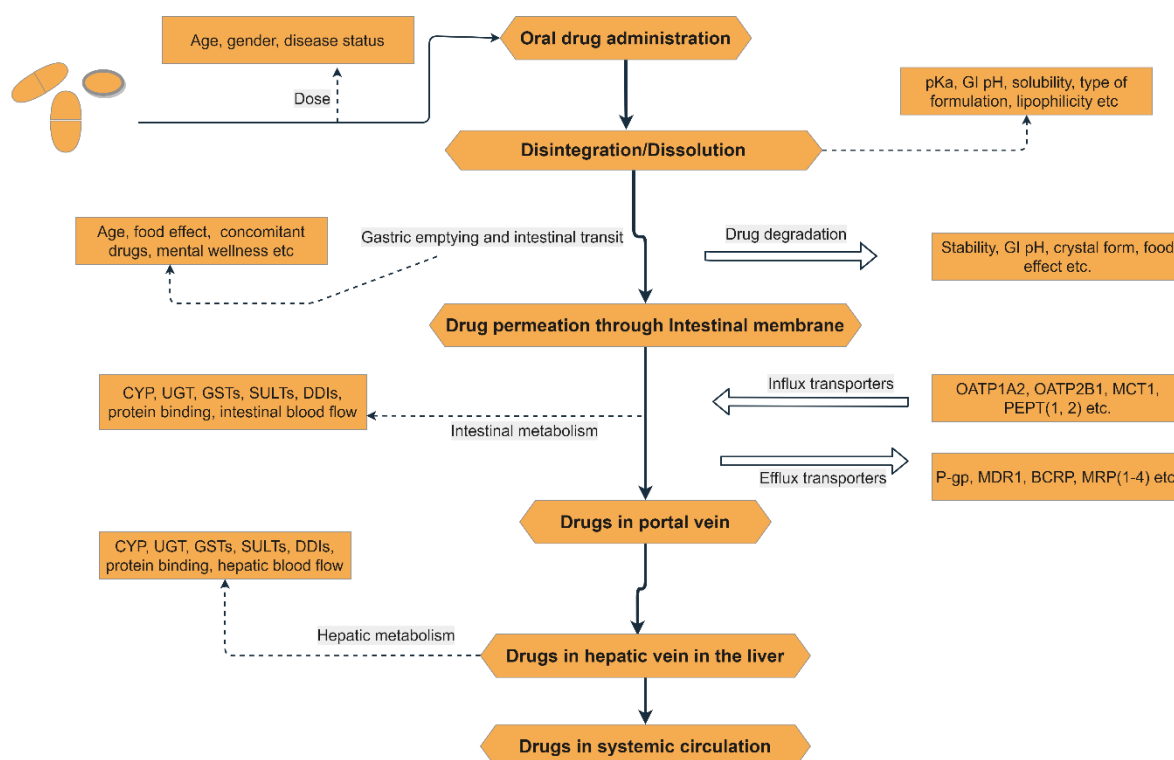 Age, gender, disease status
Oral drug administration
Dose
pKa, GI pH, solubility, type of
formulation, lipophilicity etc
Disintegration/Dissolution
Age, food effect, concomitant
drugs, mental wellness etc
Gastric emptying and intestinal transit
Drug degradation
Stability, GI pH, crystal form, food
effect etc.
Drug permeation through Intestinal membrane
CYP, UGT, GSTs, SULTs, DDIs,
protein binding, intestinal blood flow
Intestinal metabolism
Influx transporters
OATP1A2, OATP2B1, MCT1,
PEPT(1, 2) etc.
Efflux transporters
P-gp, MDR1, BCRP, MRP(1-4) etc
Drugs in portal vein
CYP, UGT, GSTs, SULTs, DDIs,
protein binding, hepatic blood flow
Hepatic metabolism
Drugs in hepatic vein in the liver
Drugs in systemic circulation